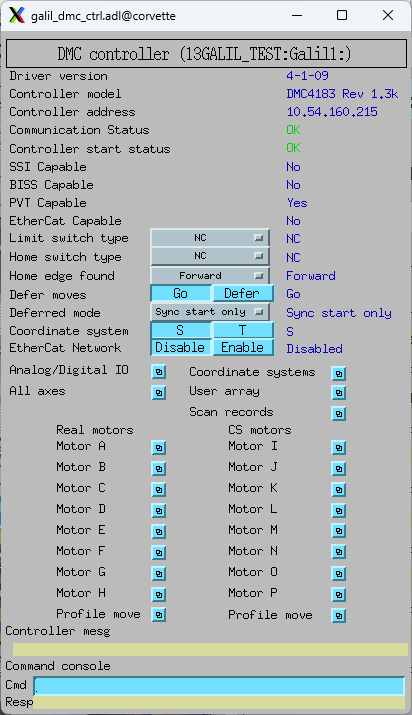 galil_dmc_ctrl.adl@corvette
DMC controller (13GALIL_TEST:Galil1:)
Driver version 4-1-09
Controller model DMC4183 Rev 1.3k
Controller address 10.54.160.215
Communication Status OK
Controller start status OK
SSI Capable No
BISS Capable No
PVT Capable Yes
EtherCat Capable No
Limit switch type NC NC
Home switch type NC NC
Home edge found Forward Forward
Defer moves Go Defer Go
Deferred mode Sync start only Sync start only
Coordinate system S T S
EtherCat Network Disable Enable Disabled
Analog/Digital IO Coordinate systems
All axes User array
Scan records
Real motors CS motors
Motor A Motor I
Motor B Motor J
Motor C Motor K
Motor D Motor L
Motor E Motor M
Motor F Motor N
Motor G Motor O
Motor H Motor P
Profile move Profile move
Controller mesg
Command console
Cmd
Resp